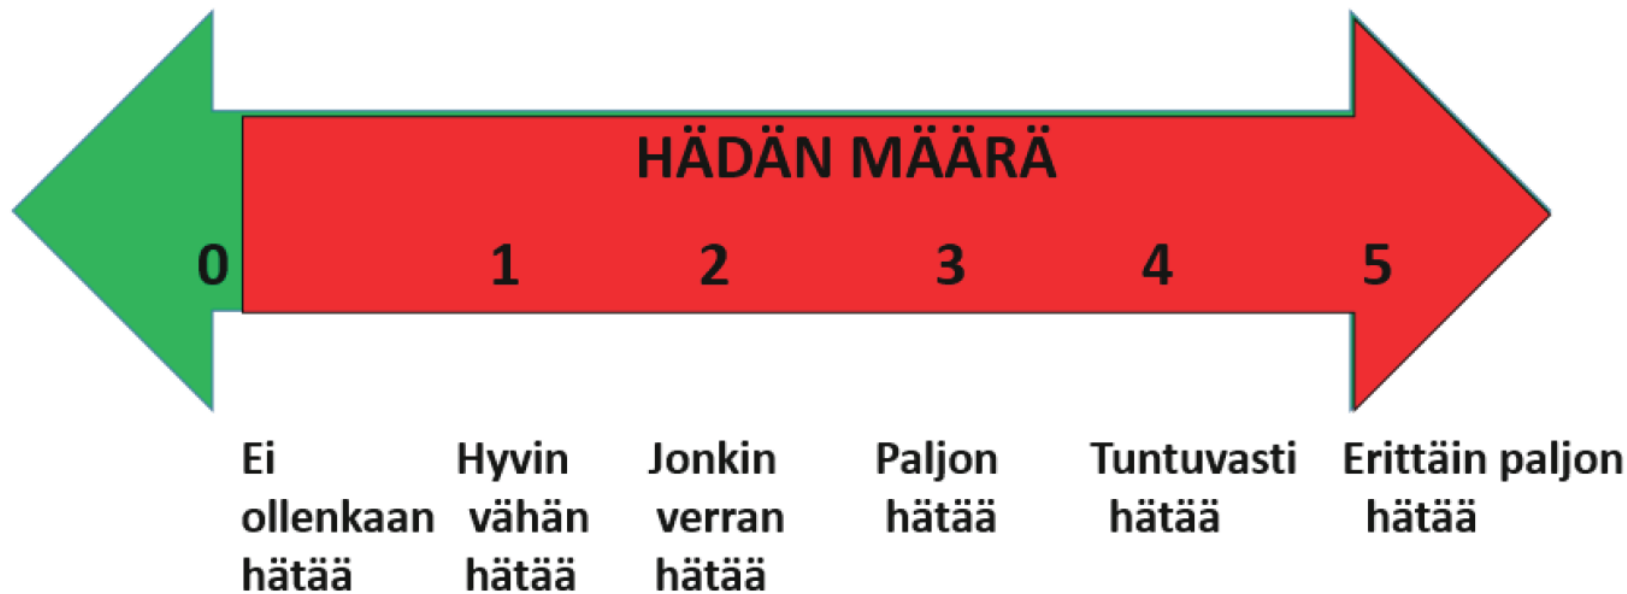 HÄDÄN MÄÄRÄ
0 1 2 3 4 5
Ei Hyvin Jonkin Paljon Tuntuvasti Erittäin paljon
ollenkaan vähän verran hätää hätää hätää
hätää hätää hätää